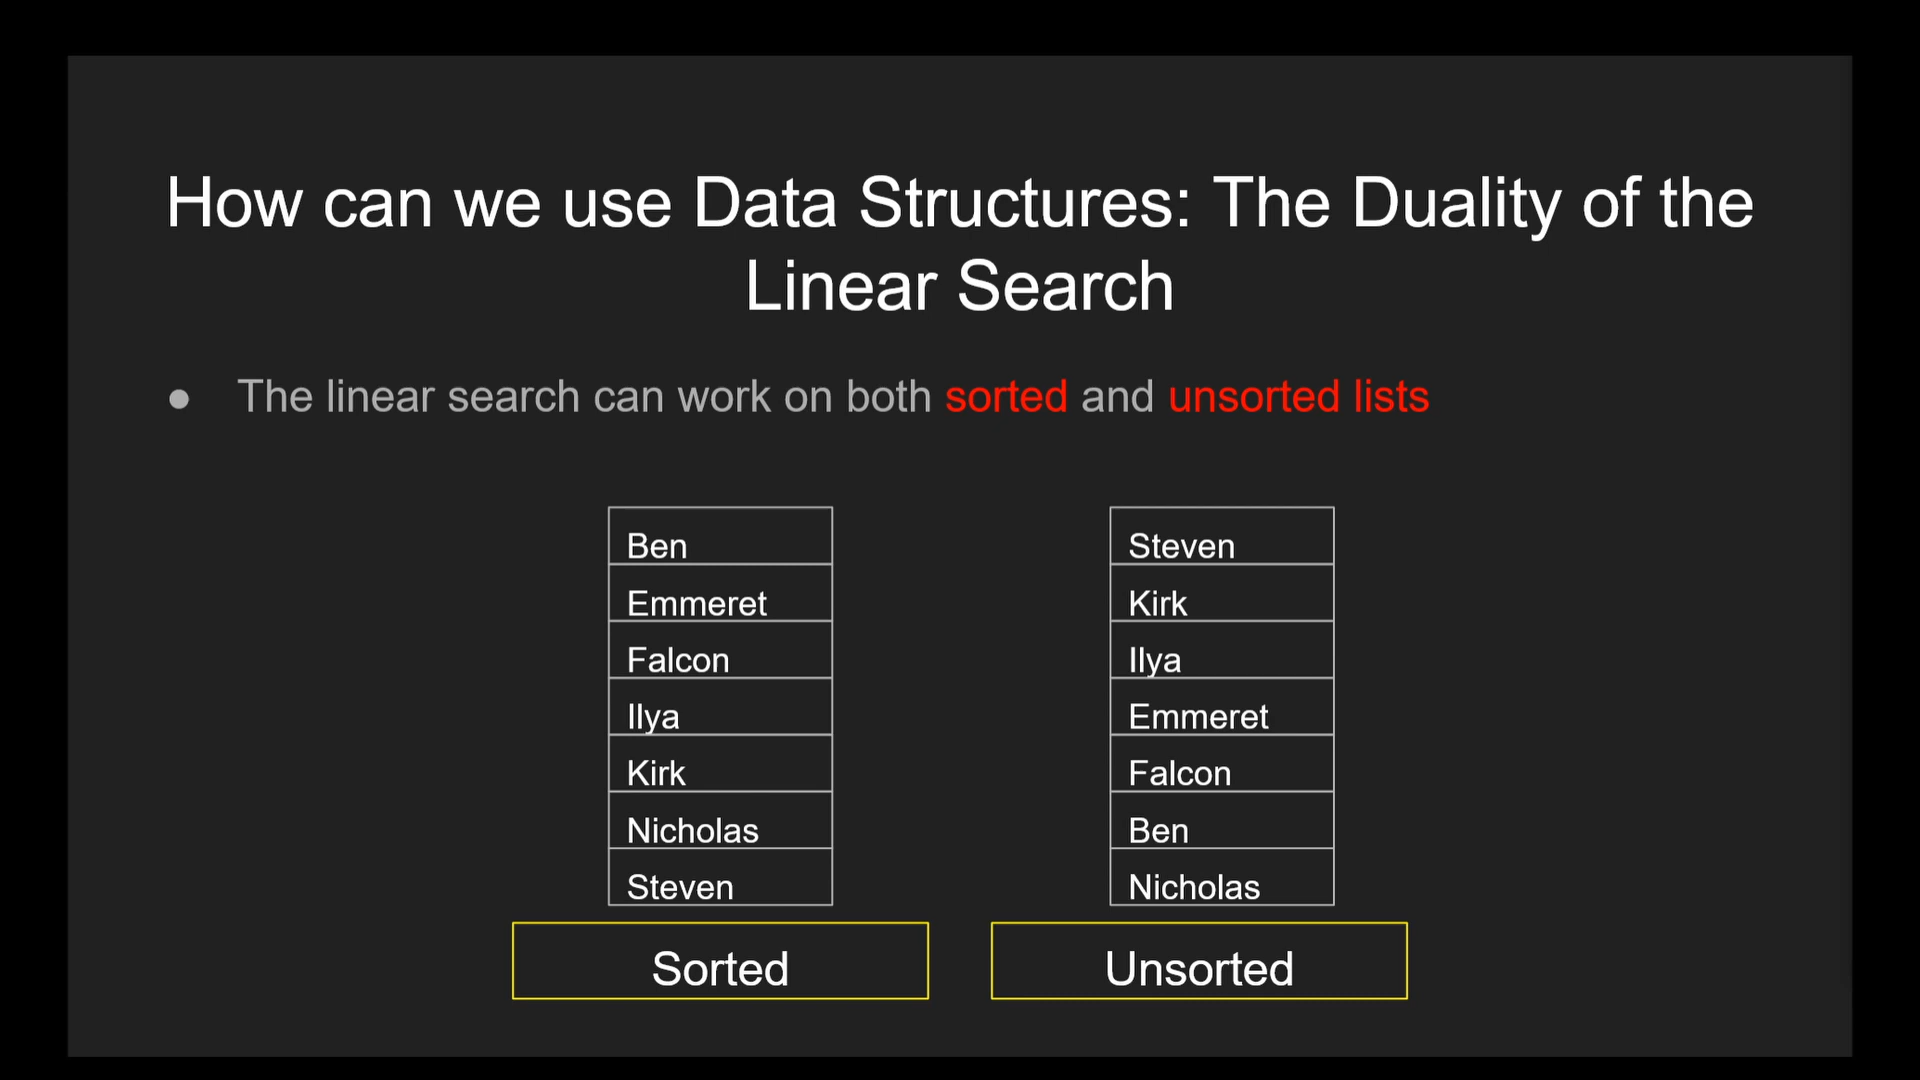 How can we use Data Structures: The Duality of the
Linear Search
● The linear search can work on both sorted and unsorted lists
Ben
Emmeret
Falcon
Ilya
Kirk
Nicholas
Steven
Sorted
Steven
Kirk
Ilya
Emmeret
Falcon
Ben
Nicholas
Unsorted